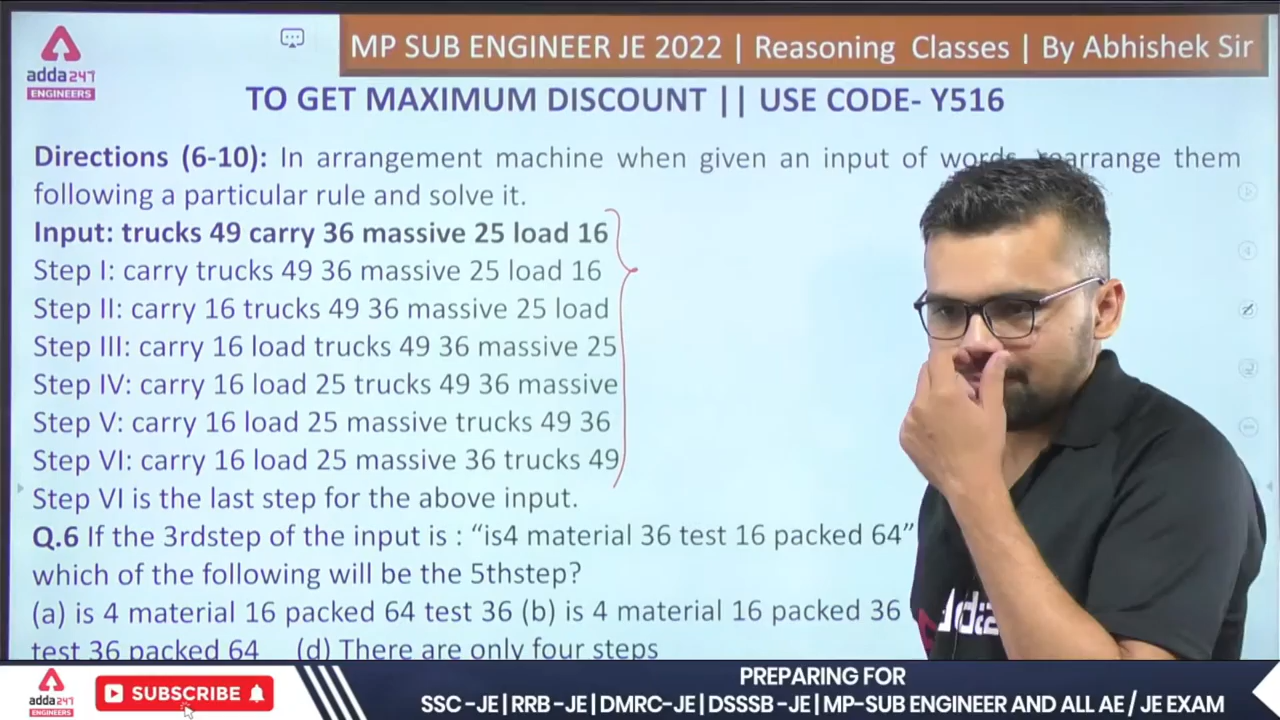 adda247
ENGINEERS
MP SUB ENGINEER JE 2022 | Reasoning Classes | By Abhishek Sir
TO GET MAXIMUM DISCOUNT || USE CODE- Y516
Directions (6-10): In arrangement machine when given an input of words, rearrange them
following a particular rule and solve it.
Input: trucks 49 carry 36 massive 25 load 16
Step I: carry trucks 49 36 massive 25 load 16
Step II: carry 16 trucks 49 36 massive 25 load
Step III: carry 16 load trucks 49 36 massive 25
Step IV: carry 16 load 25 trucks 49 36 massive
Step V: carry 16 load 25 massive trucks 49 36
Step VI: carry 16 load 25 massive 36 trucks 49
Step VI is the last step for the above input.
Q.6 If the 3rdstep of the input is : “is4 material 36 test 16 packed 64”
which of the following will be the 5thstep?
(a) is 4 material 16 packed 64 test 36 (b) is 4 material 16 packed 36
test 36 packed 64 (d) There are only four steps
adda247
ENGINEERS
SUBSCRIBE
PREPARING FOR
SSC -JE | RRB -JE | DMRC-JE | DSSSB -JE | MP-SUB ENGINEER AND ALL AE / JE EXAM